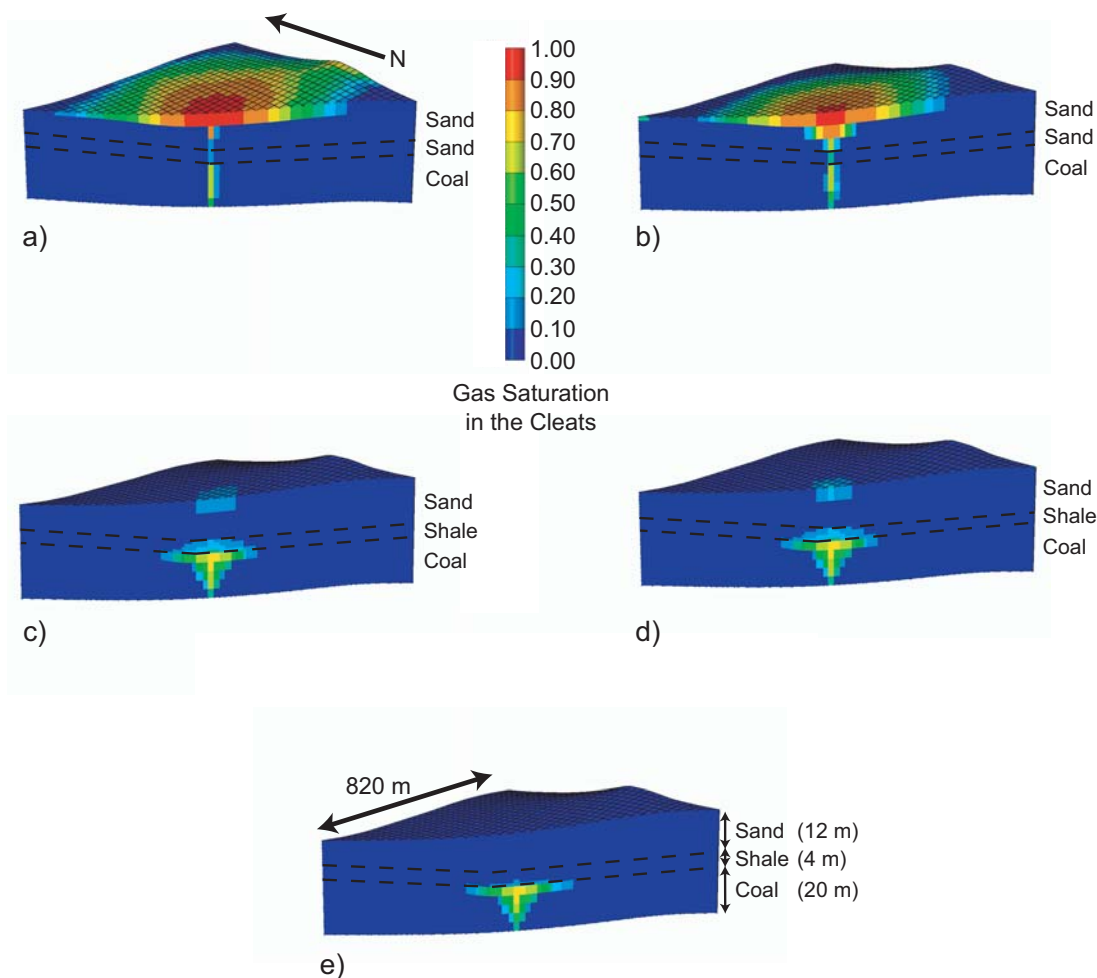 N
Sand
Sand
Coal
a)
1.00
0.90
0.80
0.70
0.60
0.50
0.40
0.30
0.20
0.10
0.00
Gas Saturation
in the Cleats
Sand
Sand
Coal
b)
Sand
Shale
Coal
c)
Sand
Shale
Coal
d)
820 m
Sand (12 m)
Shale (4 m)
Coal (20 m)
e)